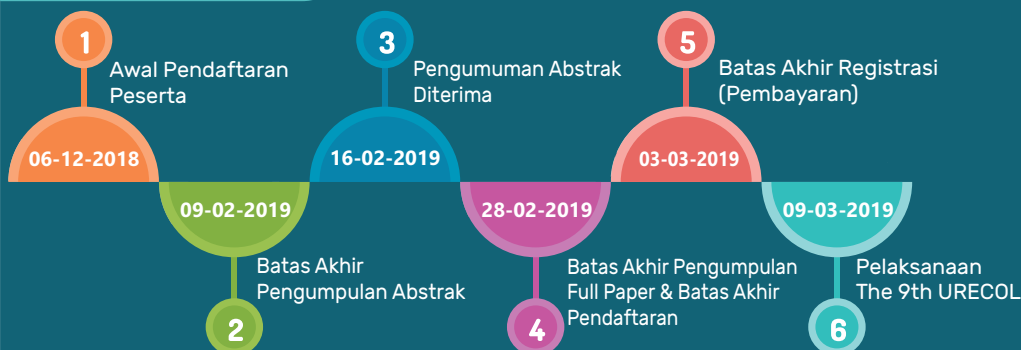 1
Awal Pendaftaran
Peserta
06-12-2018
09-02-2019
Batas Akhir
Pengumpulan Abstrak
2
3
Pengumuman Abstrak
Diterima
16-02-2019
28-02-2019
Batas Akhir Pengumpulan
Full Paper & Batas Akhir
Pendaftaran
4
5
Batas Akhir Registrasi
(Pembayaran)
03-03-2019
09-03-2019
Pelaksanaan
The 9th URECOL
6